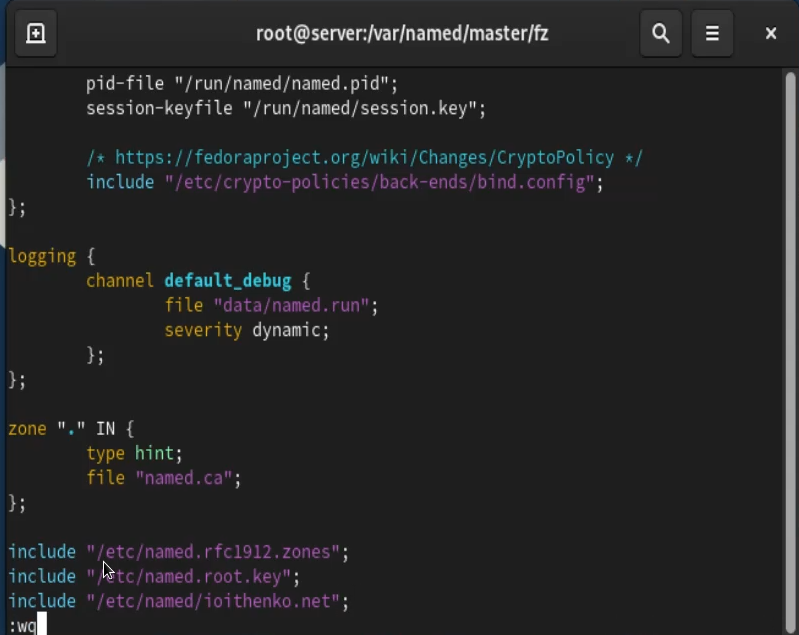 root@server:/var/named/master/fz
pid-file "/run/named/named.pid";
session-keyfile "/run/named/session.key";
/* https://fedoraproject.org/wiki/Changes/CryptoPolicy */
include "/etc/crypto-policies/back-ends/bind.config";
};
logging {
channel default_debug {
file "data/named.run";
severity dynamic;
};
};
zone "." IN {
type hint;
file "named.ca";
};
include "/etc/named.rfc1912.zones";
include "/etc/named.root.key";
include "/etc/named/ioithenko.net";
:wq